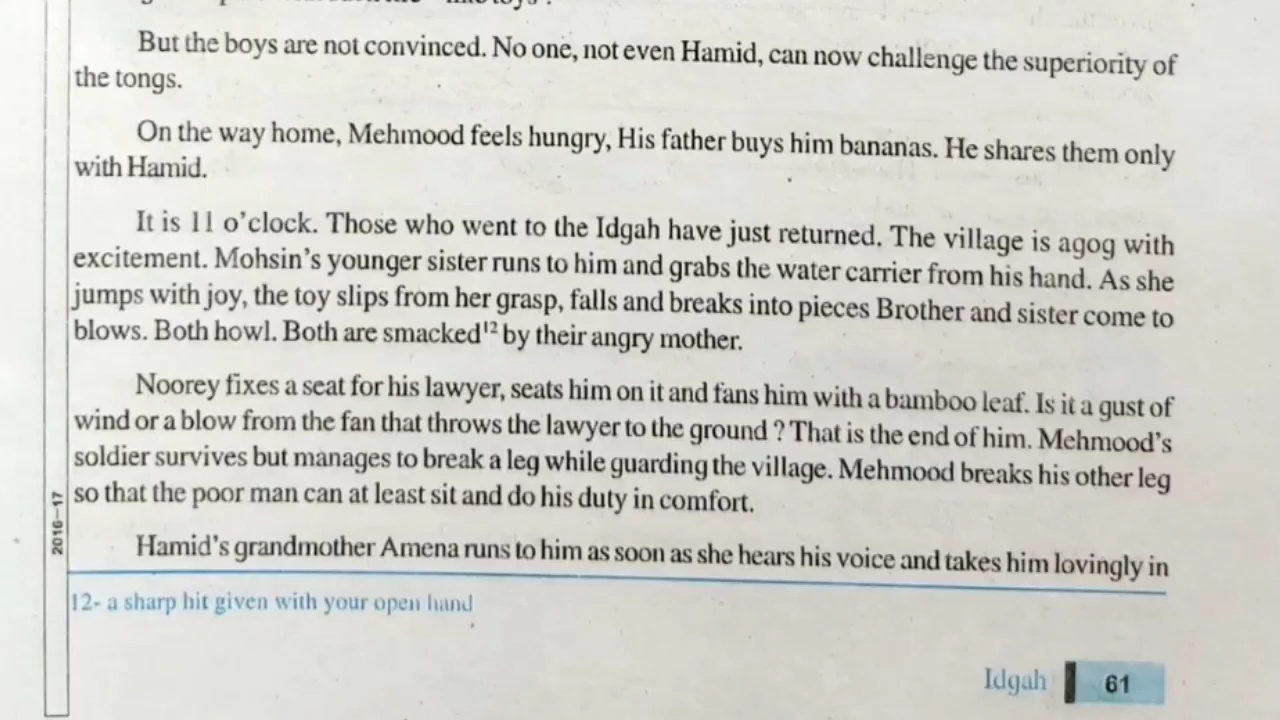 But the boys are not convinced. No one, not even Hamid, can now challenge the superiority of
the tongs.
On the way home, Mehmood feels hungry, His father buys him bananas. He shares them only
with Hamid.
It is 11 o'clock. Those who went to the Idgah have just returned. The village is agog with
excitement. Mohsin's younger sister runs to him and grabs the water carrier from his hand. As she
jumps with joy, the toy slips from her grasp, falls and breaks into pieces Brother and sister come to
blows. Both howl. Both are smacked12 by their angry mother.
Noorey fixes a seat for his lawyer, seats him on it and fans him with a bamboo leaf. Is it a gust of
wind or a blow from the fan that throws the lawyer to the ground ? That is the end of him. Mehmood's
soldier survives but manages to break a leg while guarding the village. Mehmood breaks his other leg
so that the poor man can at least sit and do his duty in comfort.
Hamid's grandmother Amena runs to him as soon as she hears his voice and takes him lovingly in
12- a sharp hit given with your open hand
Idgah 61
2016–17